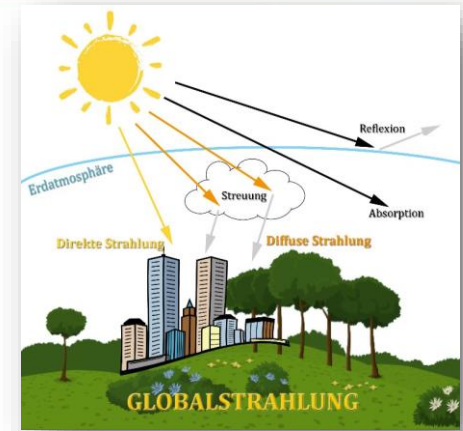 Reflexion
Erdatmosphäre
Streuung
Absorption
Direkte Strahlung
Diffuse Strahlung
GLOBALSTRAHLUNG